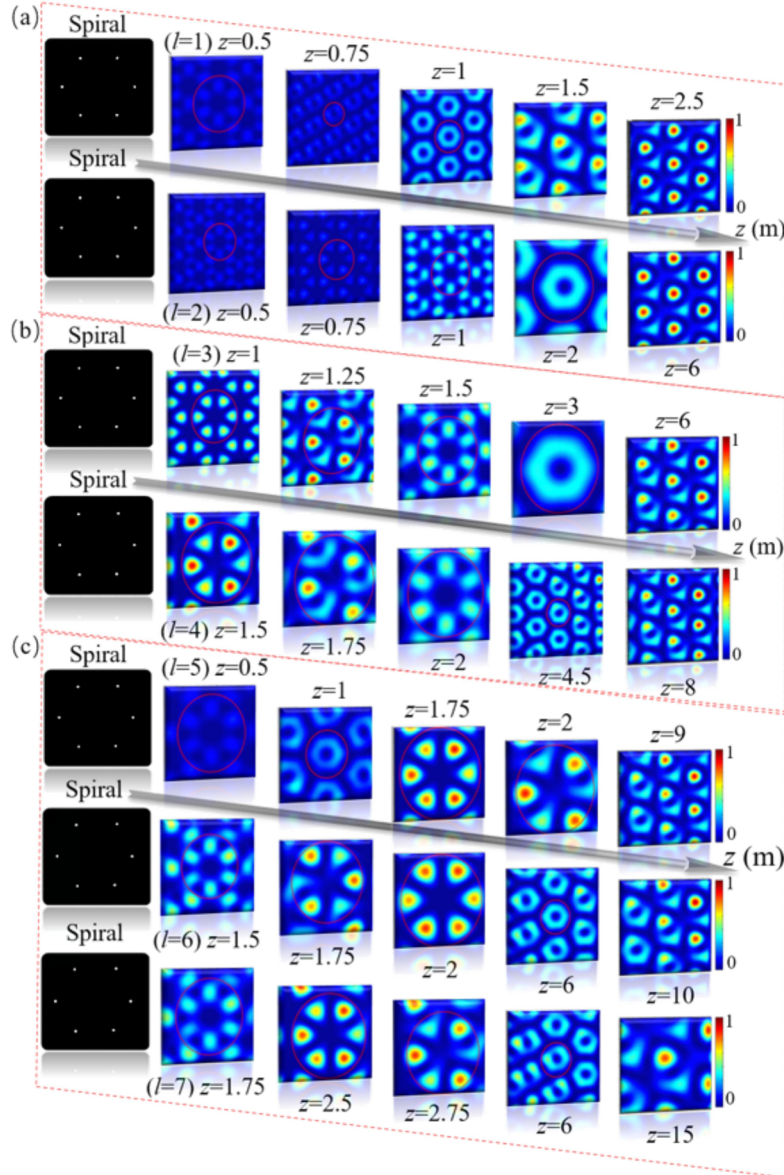 (a)
Spiral
(l=1) z=0.5
z=0.75
z=1
z=1.5
z=2.5
1
0
Spiral
z (m)
(l=2) z=0.5
z=0.75
z=1
z=2
z=6
1
0
(b)
Spiral
(l=3) z=1
z=1.25
z=1.5
z=3
z=6
1
0
Spiral
z (m)
(l=4) z=1.5
z=1.75
z=2
z=4.5
z=8
1
0
(c)
Spiral
(l=5) z=0.5
z=1
z=1.75
z=2
z=9
1
0
Spiral
z (m)
(l=6) z=1.5
z=1.75
z=2
z=6
z=10
1
0
Spiral
(l=7) z=1.75
z=2.5
z=2.75
z=6
z=15
1
0